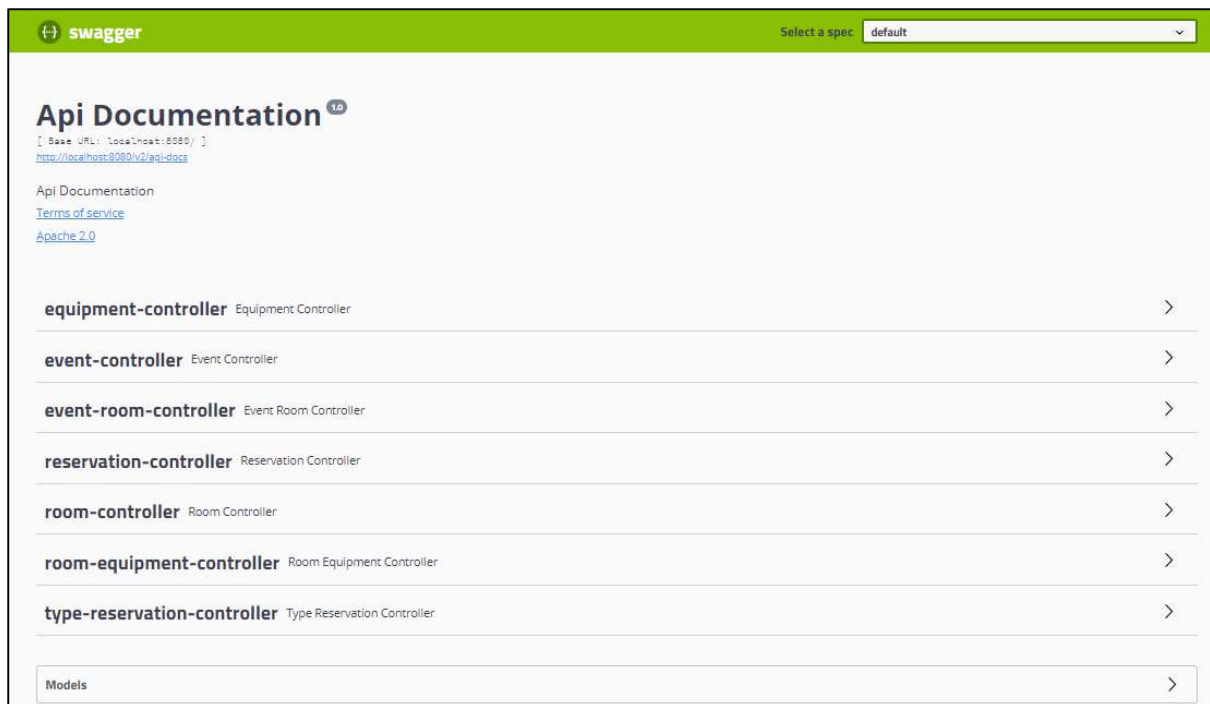 swagger Select a spec default
Api Documentation 1.0
[ Base URL: localhost:8080/ ]
http://localhost:8080/v2/api-docs
Api Documentation
Terms of service
Apache 2.0
equipment-controller Equipment Controller
event-controller Event Controller
event-room-controller Event Room Controller
reservation-controller Reservation Controller
room-controller Room Controller
room-equipment-controller Room Equipment Controller
type-reservation-controller Type Reservation Controller
Models